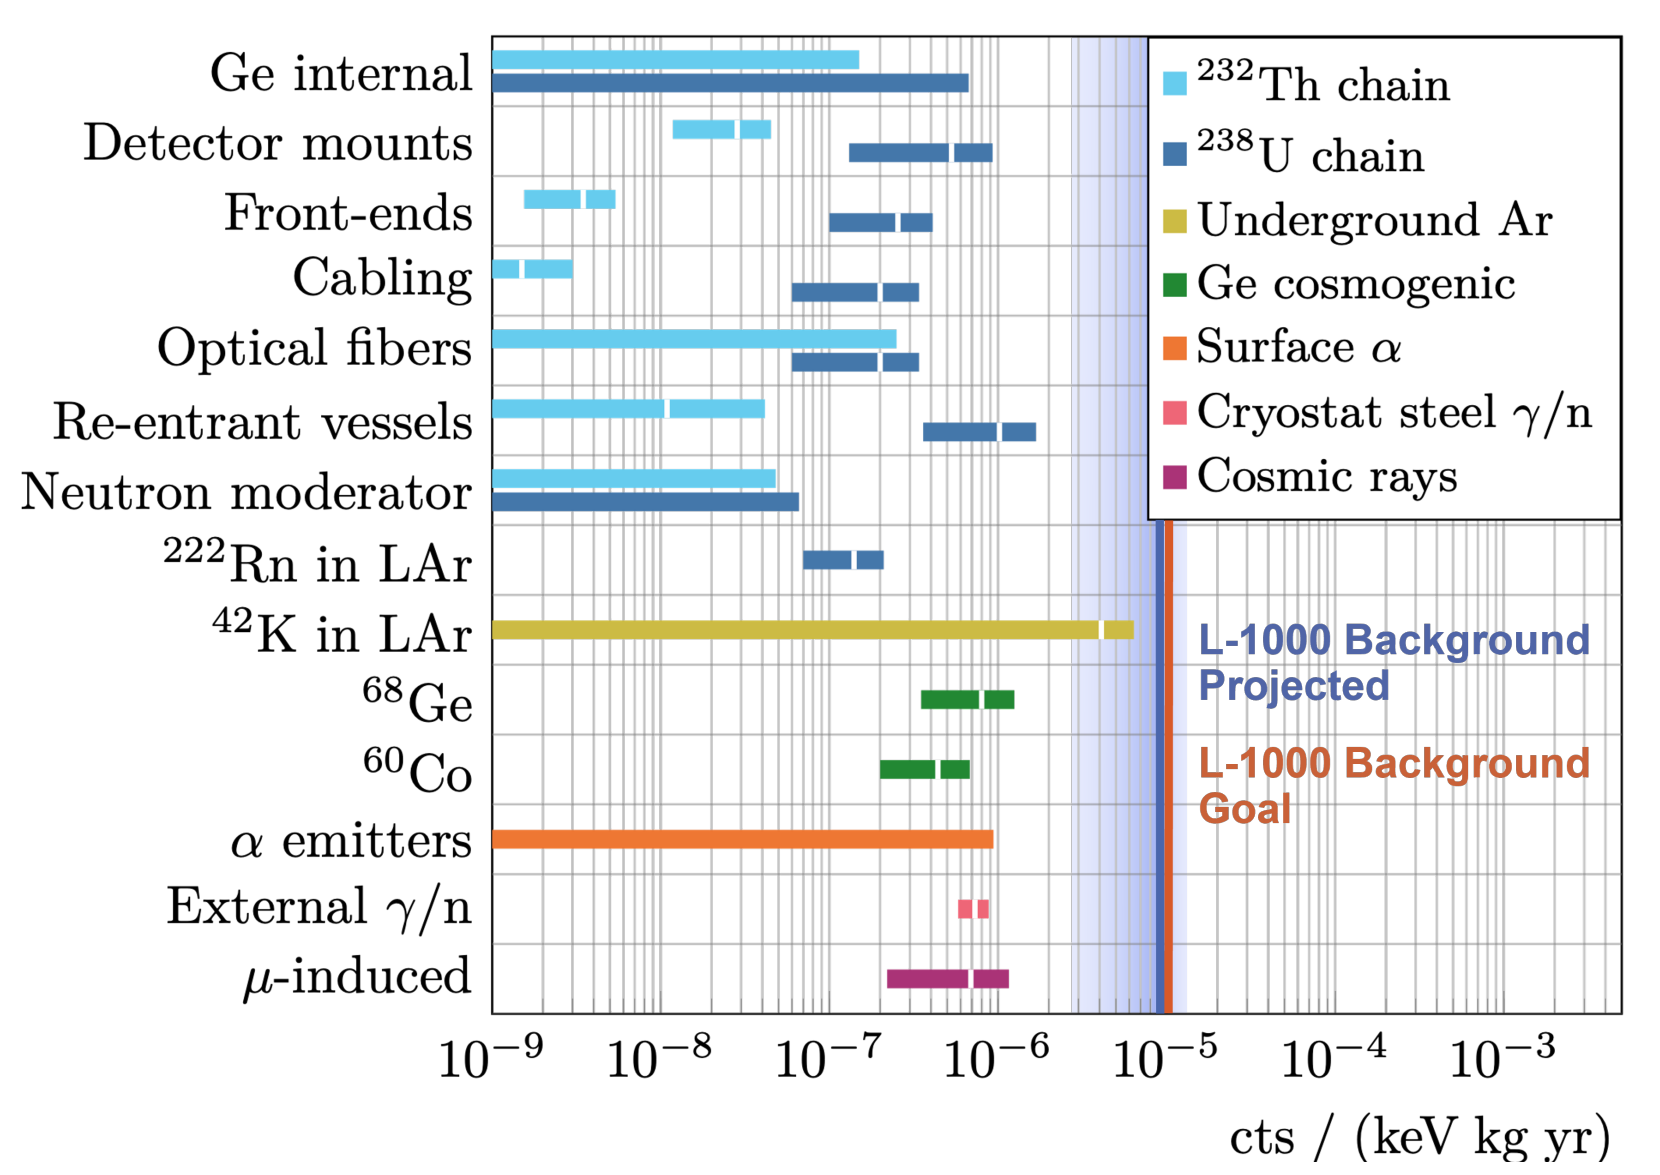 Ge internal
Detector mounts
Front-ends
Cabling
Optical fibers
Re-entrant vessels
Neutron moderator
²²²Rn in LAr
⁴²K in LAr
⁶⁸Ge
⁶⁰Co
α emitters
External γ/n
μ-induced
²³²Th chain
²³⁸U chain
Underground Ar
Ge cosmogenic
Surface α
Cryostat steel γ/n
Cosmic rays
L-1000 Background
Projected
L-1000 Background
Goal
10⁻⁹ 10⁻⁸ 10⁻⁷ 10⁻⁶ 10⁻⁵ 10⁻⁴ 10⁻³
cts / (keV kg yr)